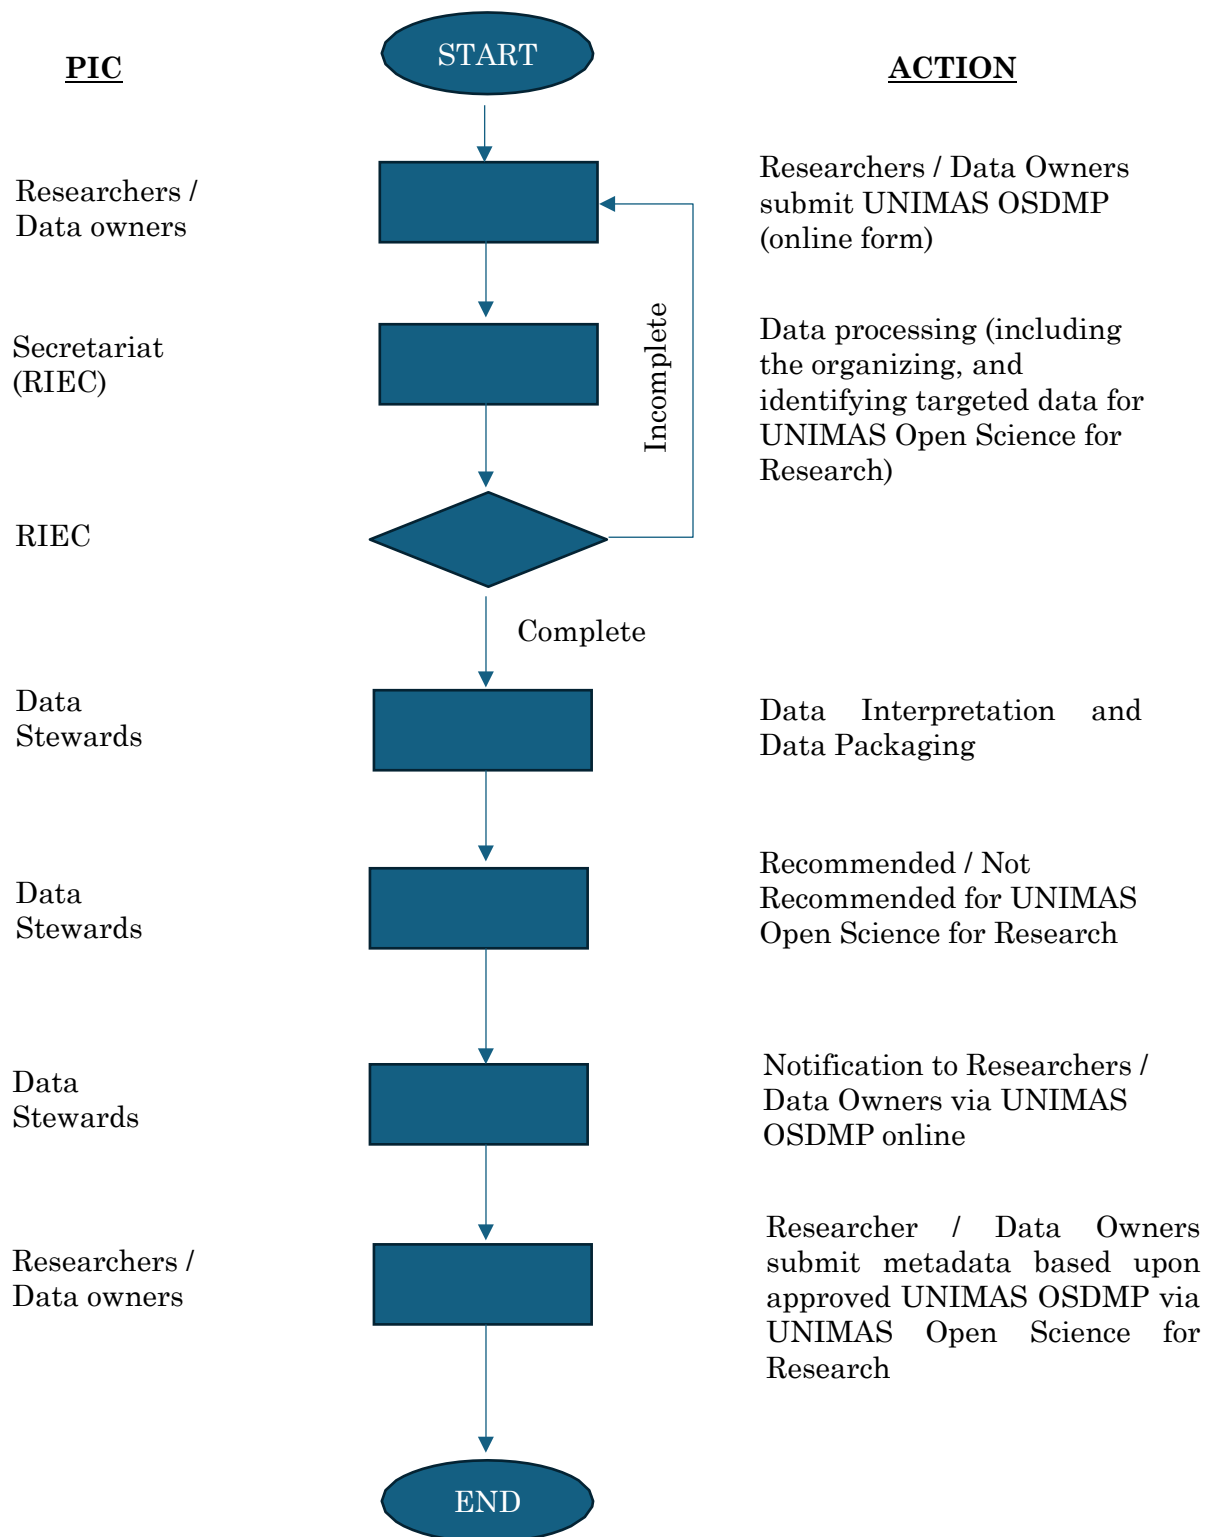 START
PIC
ACTION
Researchers /
Data owners
Researchers / Data Owners
submit UNIMAS OSDMP
(online form)
Incomplete
Secretariat
(RIEC)
Data processing (including
the organizing, and
identifying targeted data for
UNIMAS Open Science for
Research)
RIEC
Complete
Data
Stewards
Data Interpretation and
Data Packaging
Data
Stewards
Recommended / Not
Recommended for UNIMAS
Open Science for Research
Data
Stewards
Notification to Researchers /
Data Owners via UNIMAS
OSDMP online
Researchers /
Data owners
Researcher / Data Owners
submit metadata based upon
approved UNIMAS OSDMP via
UNIMAS Open Science for
Research
END